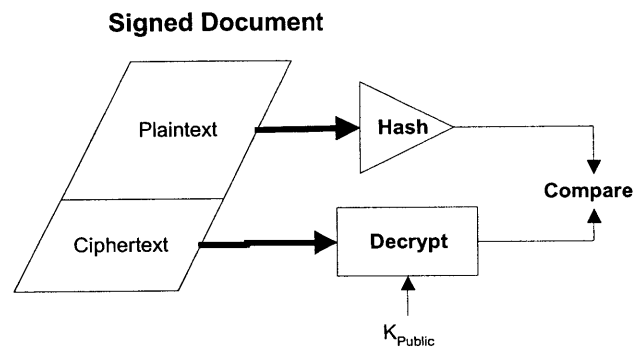 Signed Document
Plaintext
Hash
Compare
Ciphertext
Decrypt
KPublic